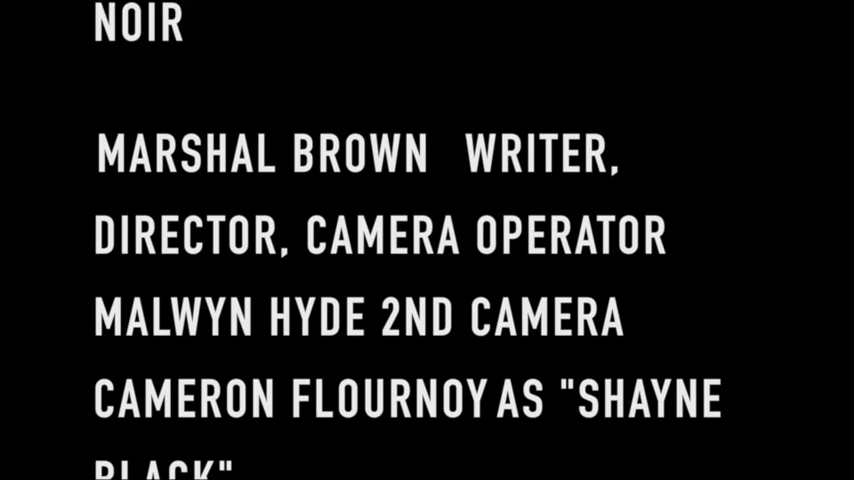 NOIR
MARSHAL BROWN WRITER,
DIRECTOR, CAMERA OPERATOR
MALWYN HYDE 2ND CAMERA
CAMERON FLOURNOY AS "SHAYNE
BLACK"